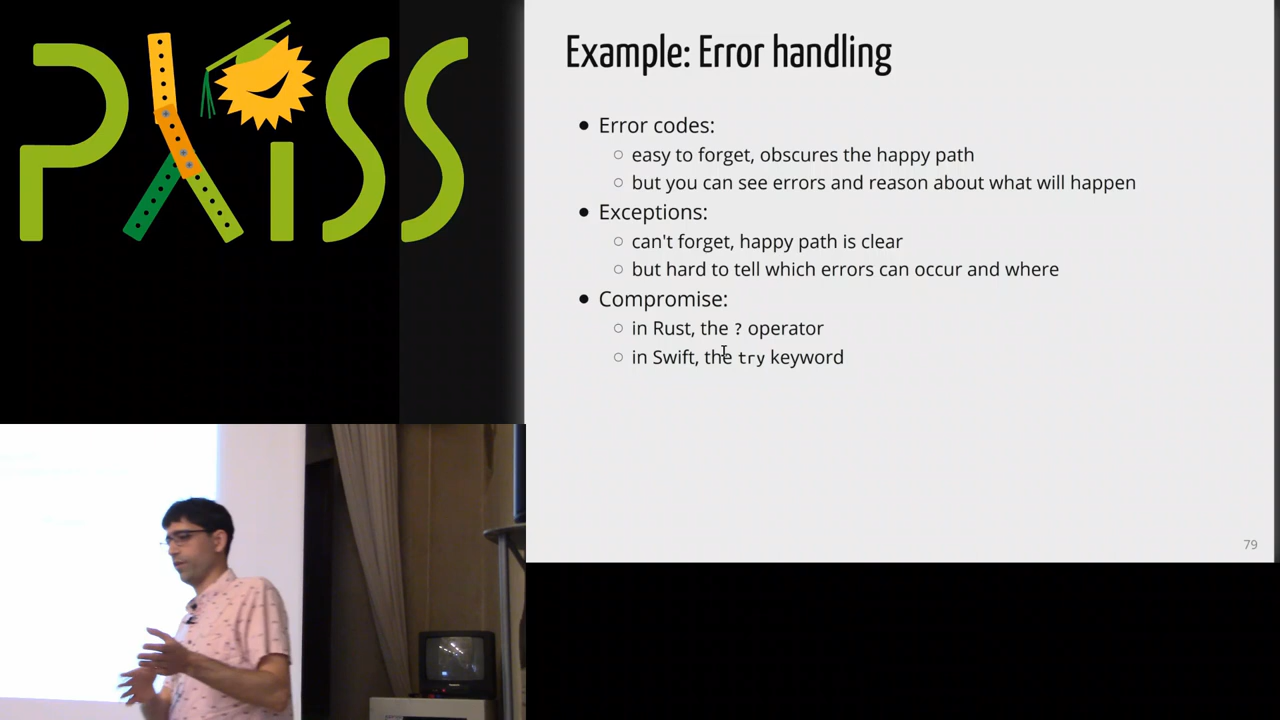 PLISS
Example: Error handling
● Error codes:
○ easy to forget, obscures the happy path
○ but you can see errors and reason about what will happen
● Exceptions:
○ can't forget, happy path is clear
○ but hard to tell which errors can occur and where
● Compromise:
○ in Rust, the ? operator
○ in Swift, the try keyword
79